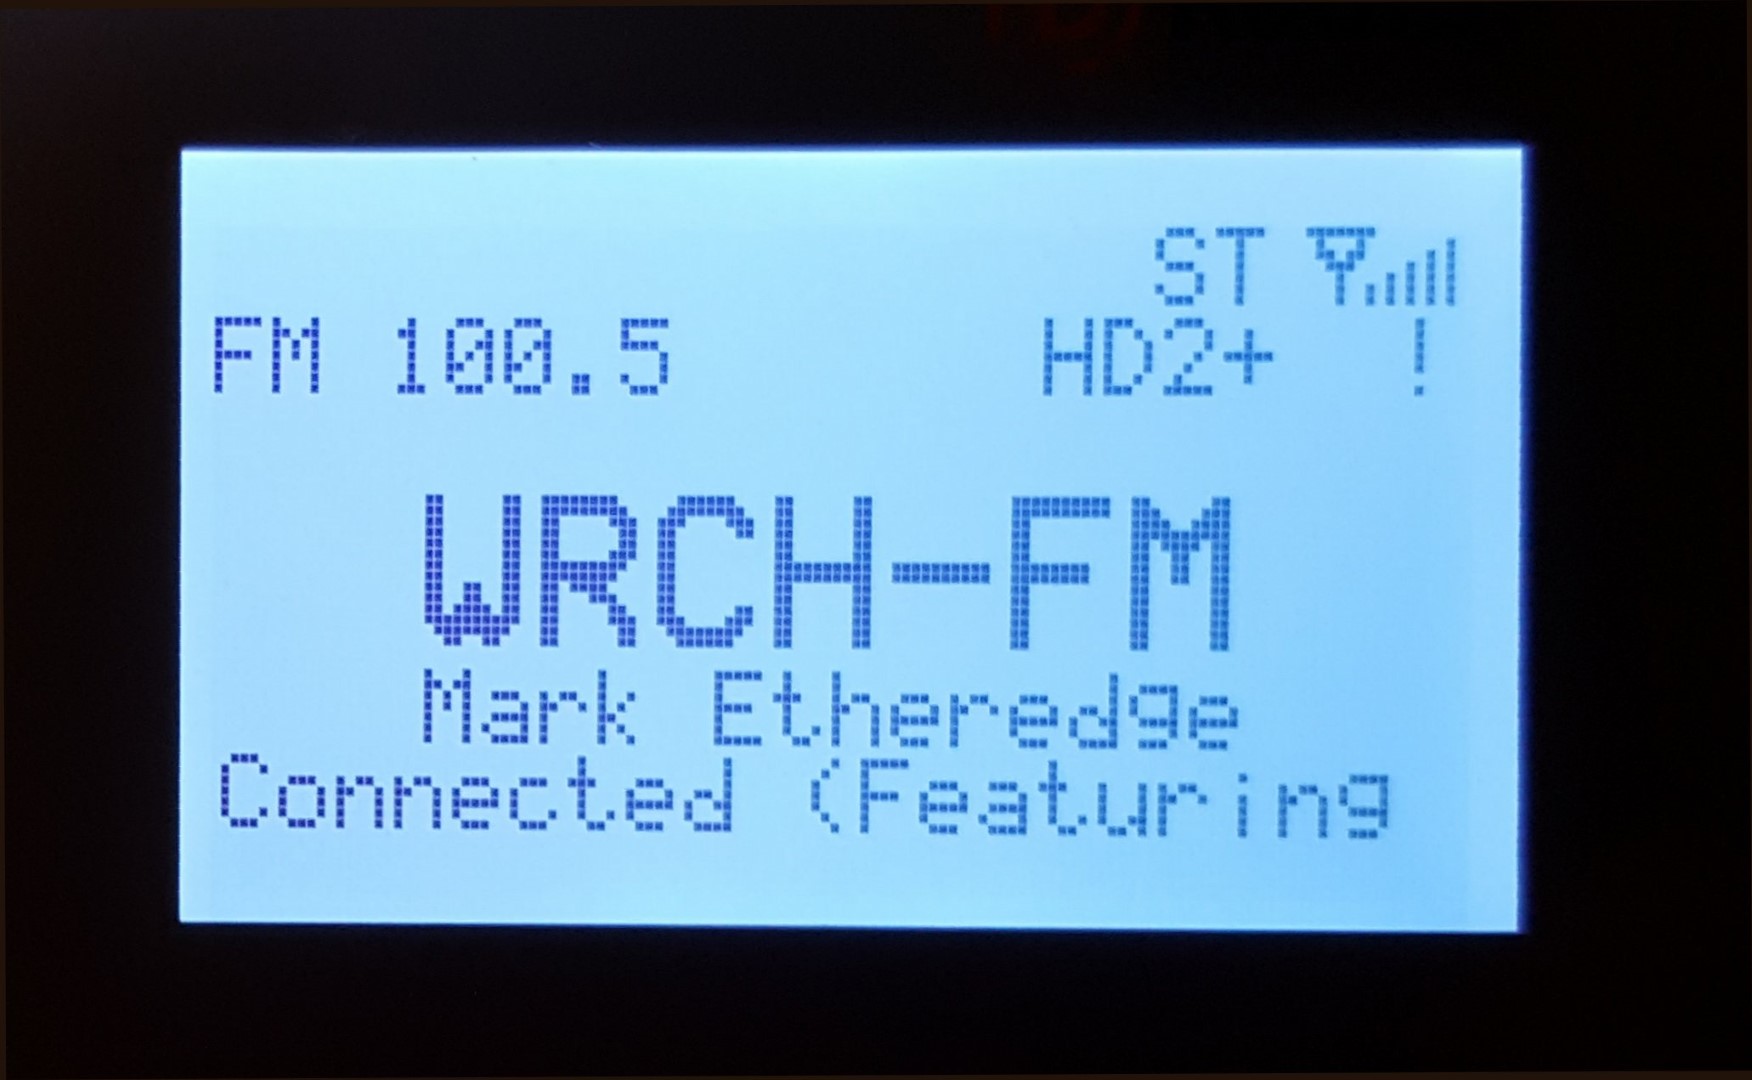 ST
FM 100.5 HD2+ !
WRCH-FM
Mark Etheredge
Connected (Featuring